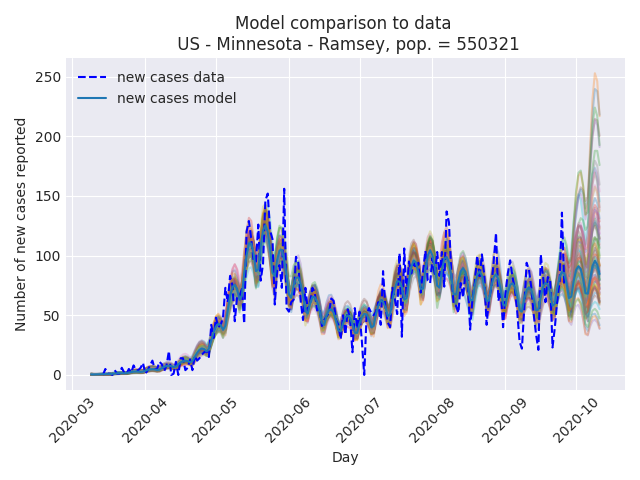 Model comparison to data
US - Minnesota - Ramsey, pop. = 550321
new cases data
new cases model
Number of new cases reported
250
200
150
100
50
0
2020-03
2020-04
2020-05
2020-06
2020-07
2020-08
2020-09
2020-10
Day